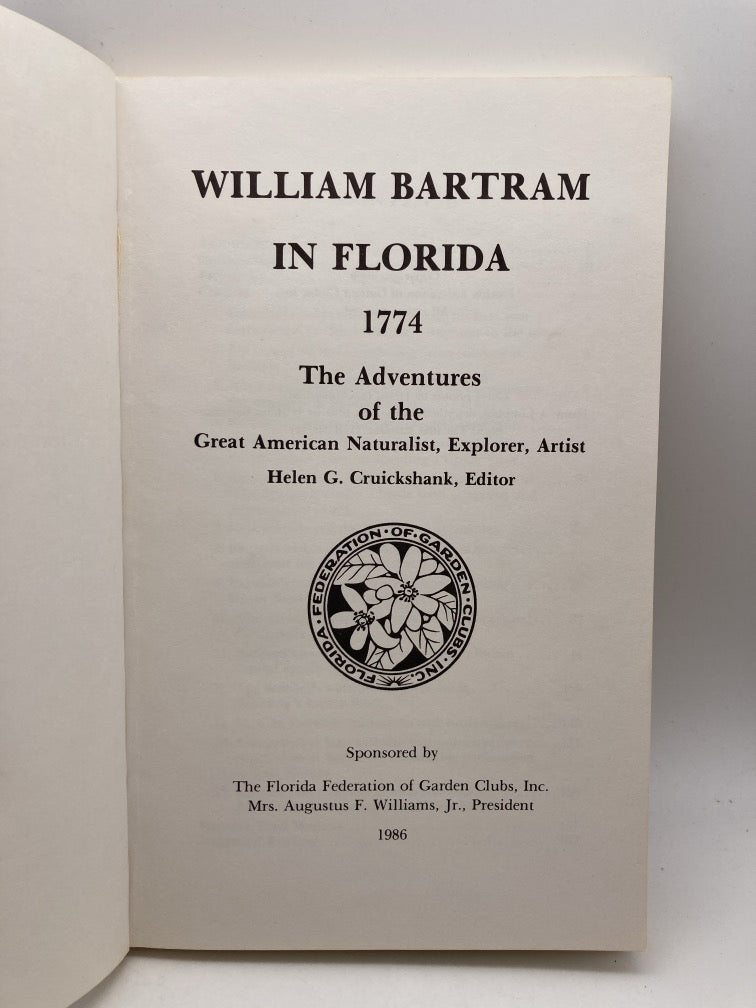 WILLIAM BARTRAM
IN FLORIDA
1774
The Adventures
of the
Great American Naturalist, Explorer, Artist
Helen G. Cruickshank, Editor
FLORIDA·FEDERATION·OF·GARDEN·CLUBS·INC.
Sponsored by
The Florida Federation of Garden Clubs, Inc.
Mrs. Augustus F. Williams, Jr., President
1986